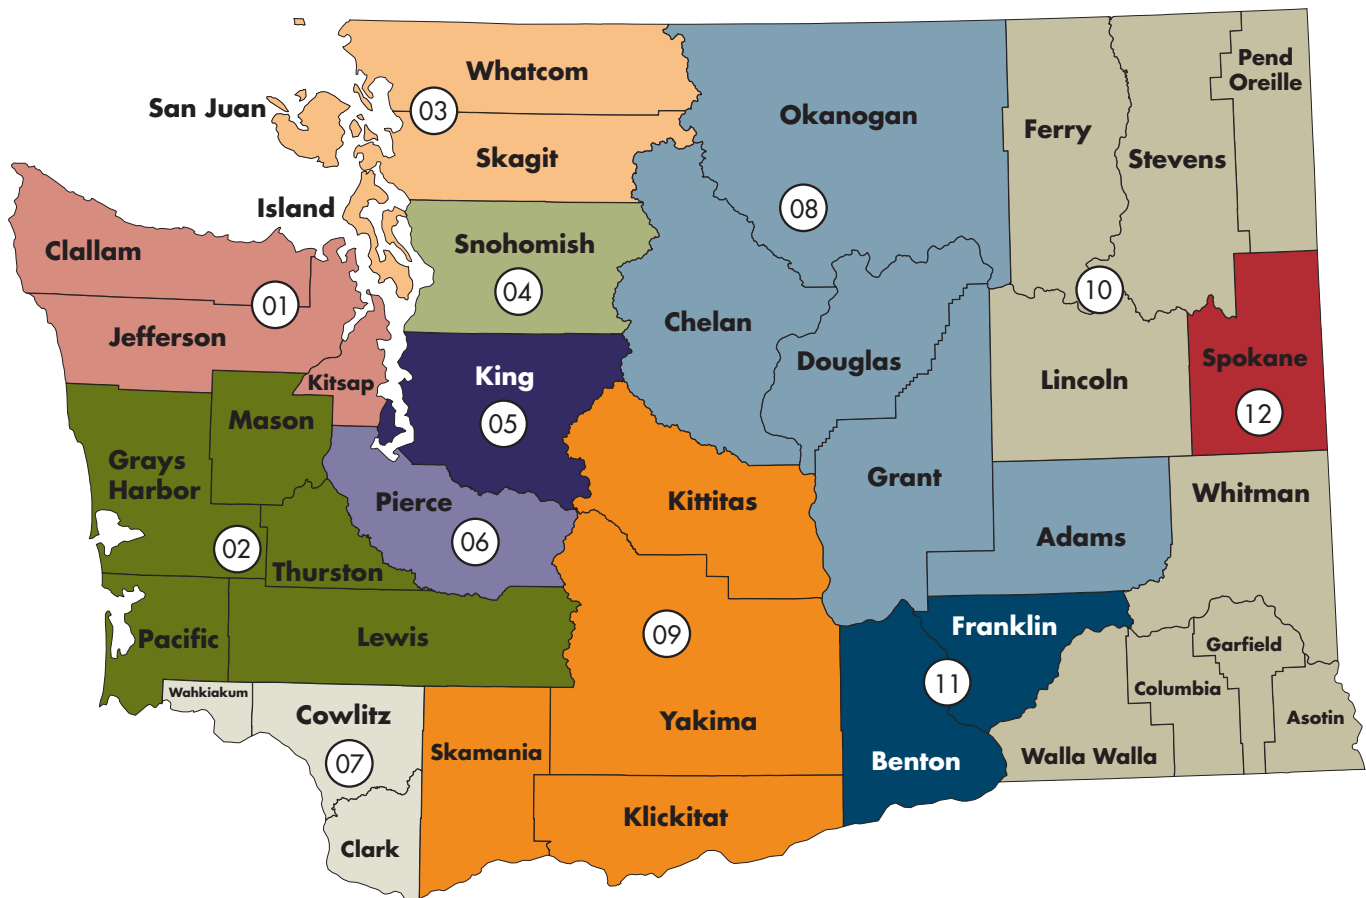 Whatcom
Okanogan
Pend
Oreille
San Juan
03
Ferry
Stevens
Skagit
Island
08
Clallam
Snohomish
04
10
01
Jefferson
Chelan
Douglas
Spokane
King
Kitsap
Lincoln
12
Mason
05
Grays
Harbor
Pierce
Kittitas
Grant
Whitman
02
06
Adams
Thurston
Pacific
Lewis
09
Franklin
Garfield
Wahkiakum
11
Columbia
Cowlitz
Skamania
Yakima
Asotin
07
Benton
Walla Walla
Klickitat
Clark